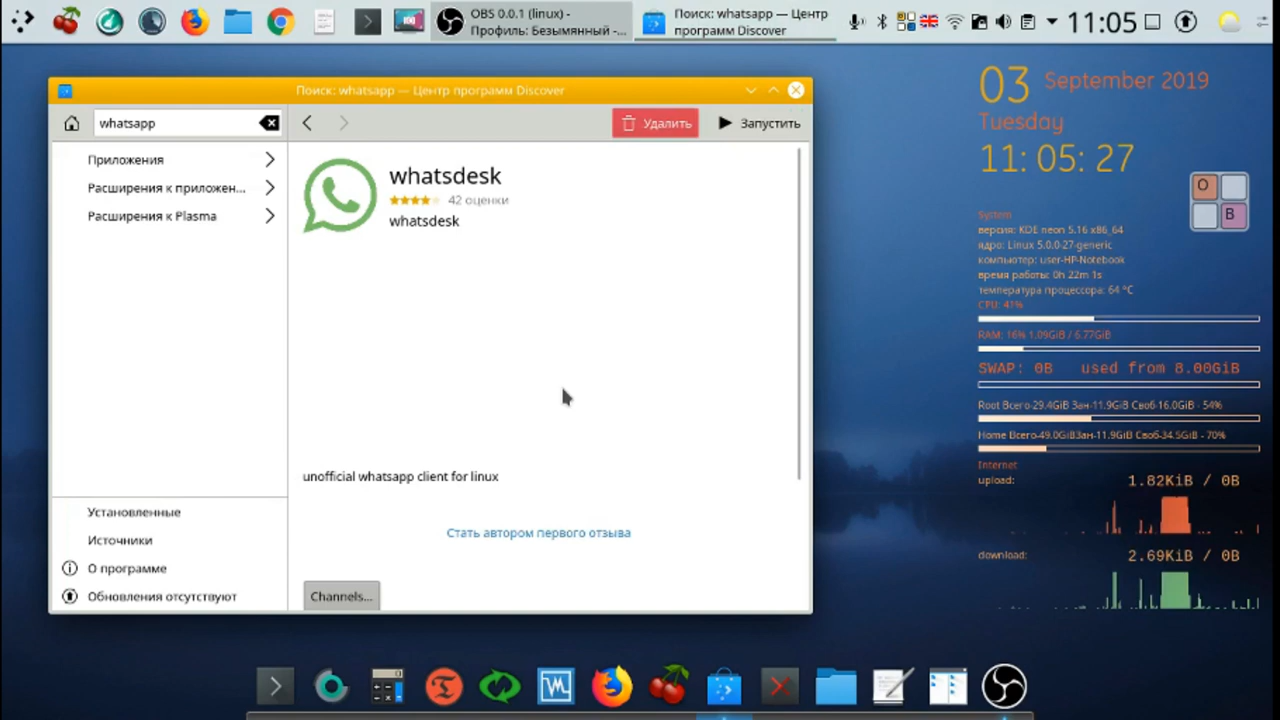 OBS 0.0.1 (linux) -
Профиль: Безымянный -...
Поиск: whatsapp — Центр
программ Discover
11:05
Поиск: whatsapp — Центр программ Discover
whatsapp
Удалить
Запустить
Приложения
Расширения к приложен...
Расширения к Plasma
whatsdesk
42 оценки
whatsdesk
unofficial whatsapp client for linux
Стать автором первого отзыва
Channels...
Установленные
Источники
О программе
Обновления отсутствуют
03 September 2019
Tuesday
11: 05: 27
O
B
System
версия: KDE neon 5.16 x86_64
ядро: Linux 5.0.0-27-generic
компьютер: user-HP-Notebook
время работы: 0h 22m 1s
температура процессора: 64 °C
CPU: 41%
RAM: 16% 1.09GiB / 6.77GiB
SWAP: 0B used from 8.00GiB
Root Всего-29.4GiB Зан-11.9GiB Своб-16.0GiB - 54%
Home Всего-49.0GiBЗан-11.9GiB Своб-34.5GiB - 70%
Internet
upload: 1.82KiB / 0B
download: 2.69KiB / 0B